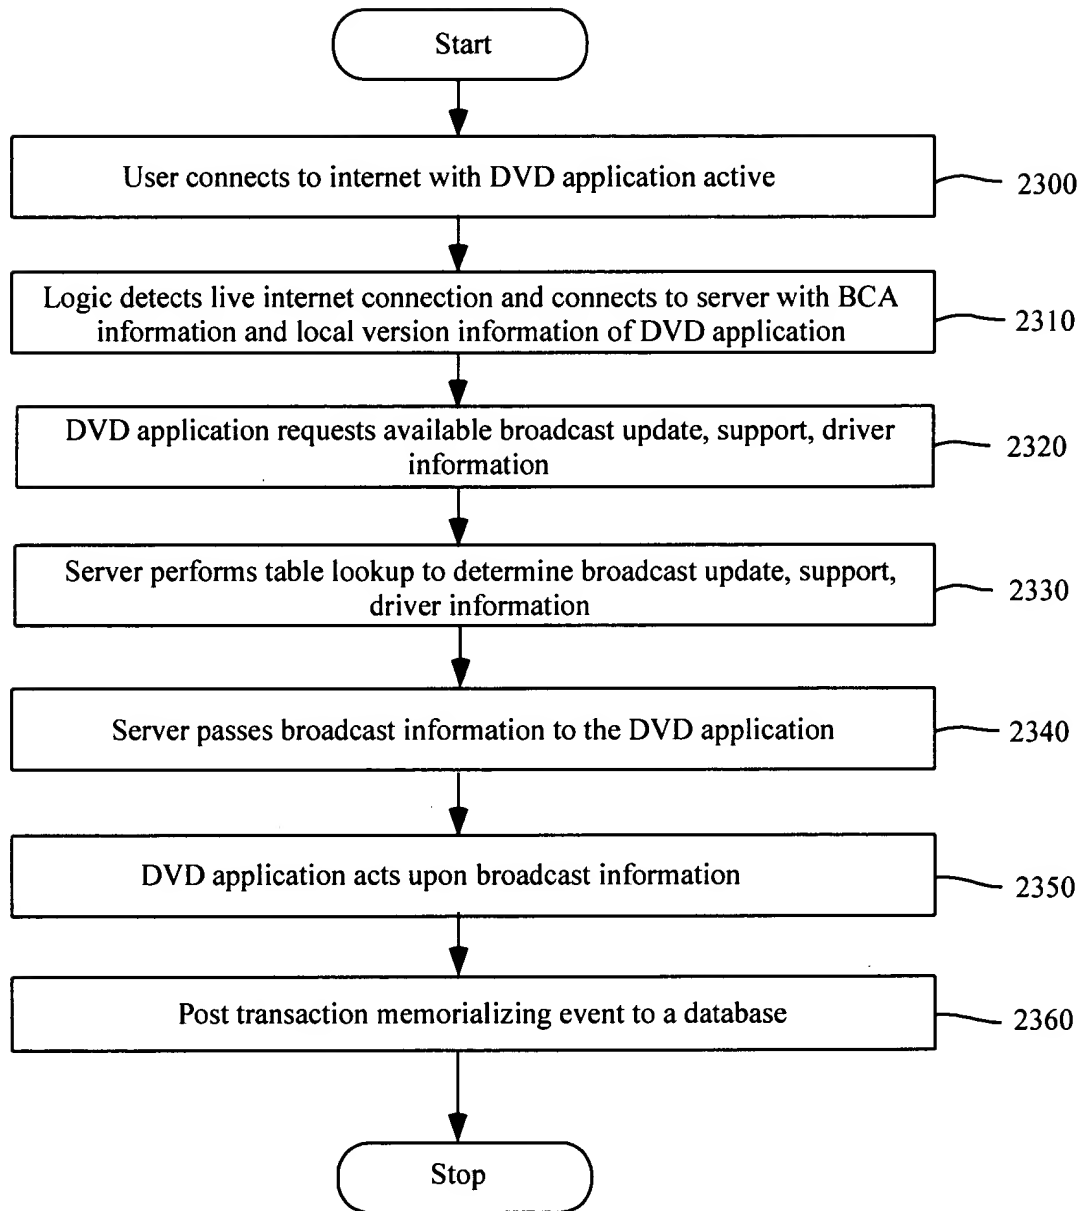 Start
User connects to internet with DVD application active
2300
Logic detects live internet connection and connects to server with BCA
information and local version information of DVD application
2310
DVD application requests available broadcast update, support, driver
information
2320
Server performs table lookup to determine broadcast update, support,
driver information
2330
Server passes broadcast information to the DVD application
2340
DVD application acts upon broadcast information
2350
Post transaction memorializing event to a database
2360
Stop